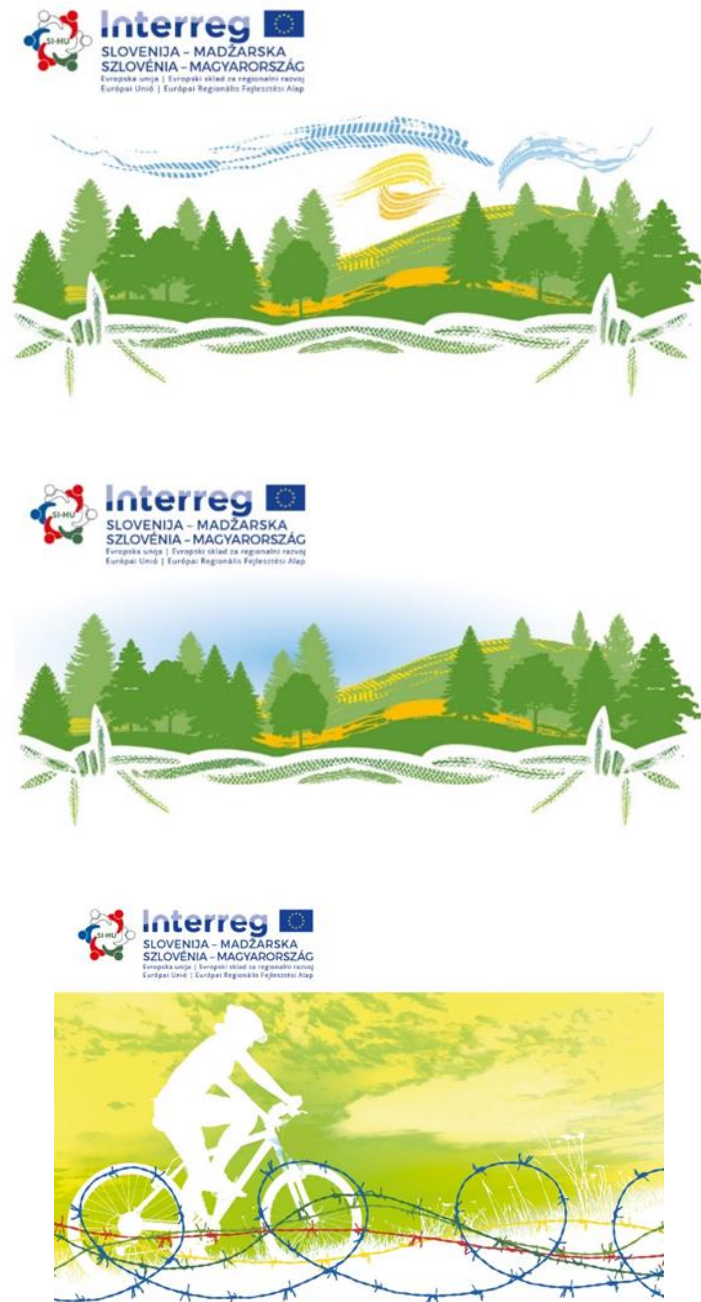 SI-HU
Interreg
SLOVENIJA – MADŽARSKA
SZLOVÉNIA – MAGYARORSZÁG
Evropska unija | Evropski sklad za regionalni razvoj
Európai Unió | Európai Regionális Fejlesztési Alap
SI-HU
Interreg
SLOVENIJA – MADŽARSKA
SZLOVÉNIA – MAGYARORSZÁG
Evropska unija | Evropski sklad za regionalni razvoj
Európai Unió | Európai Regionális Fejlesztési Alap
SI-HU
Interreg
SLOVENIJA – MADŽARSKA
SZLOVÉNIA – MAGYARORSZÁG
Evropska unija | Evropski sklad za regionalni razvoj
Európai Unió | Európai Regionális Fejlesztési Alap